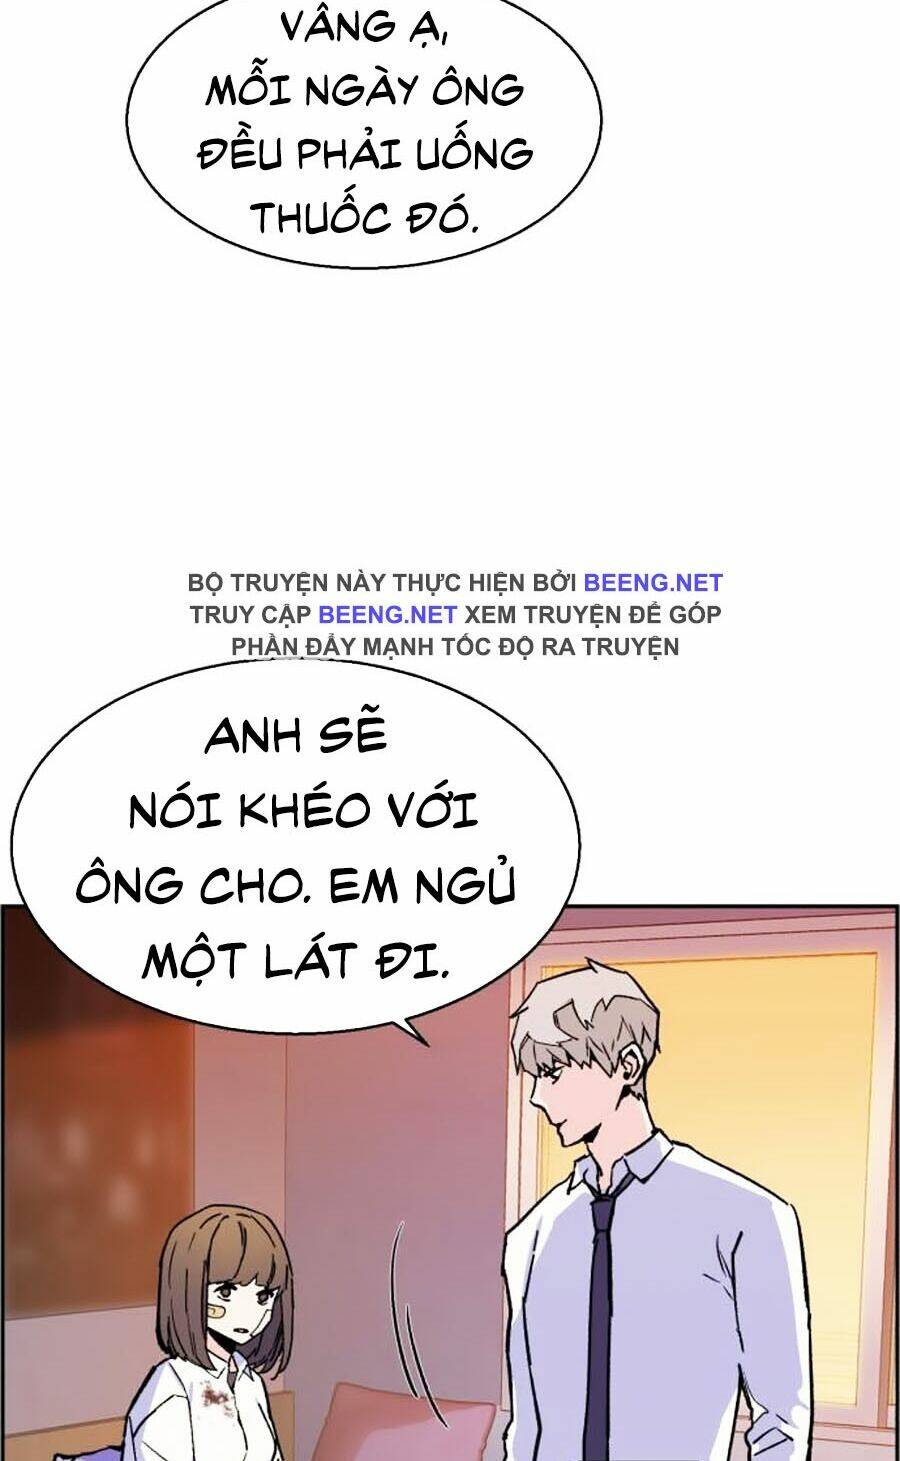 VÂNG Ạ,
MỖI NGÀY ÔNG
ĐỀU PHẢI UỐNG
THUỐC ĐÓ.
BỘ TRUYỆN NÀY THỰC HIỆN BỞI BEENG.NET
TRUY CẬP BEENG.NET XEM TRUYỆN ĐỂ GÓP
PHẦN ĐẨY MẠNH TỐC ĐỘ RA TRUYỆN
ANH SẼ
NÓI KHÉO VỚI
ÔNG CHO. EM NGỦ
MỘT LÁT ĐI.